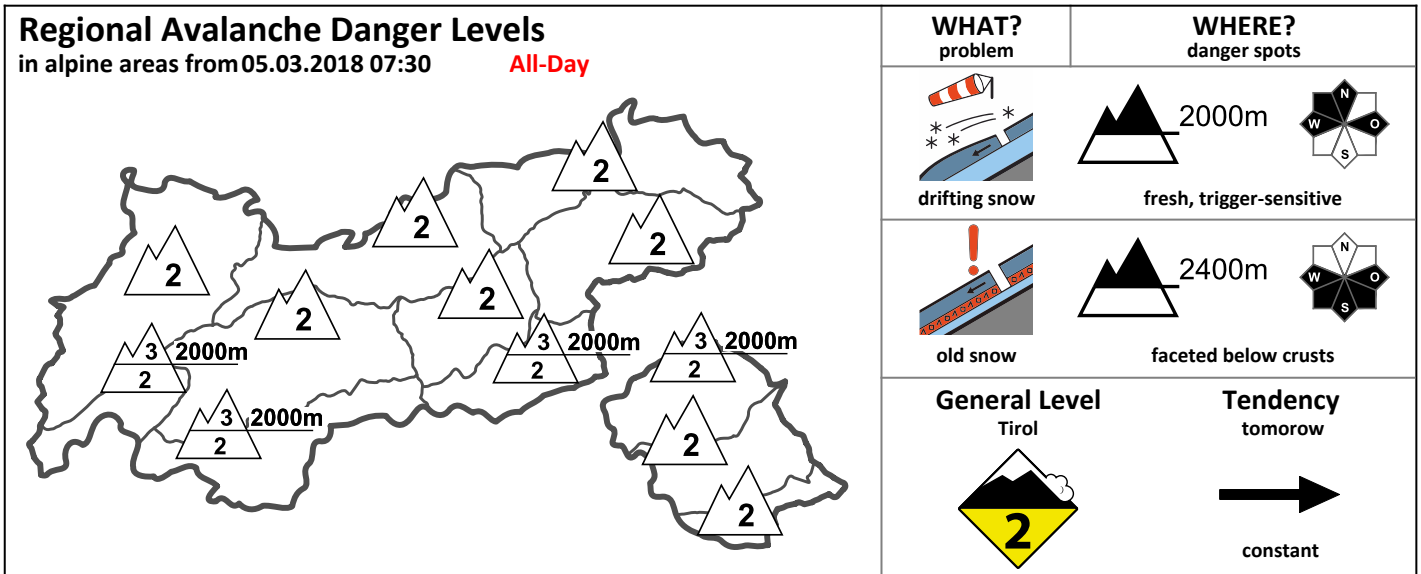 Regional Avalanche Danger Levels
in alpine areas from 05.03.2018 07:30 All-Day
2
2
2
2
2
2
3 2000m
2
3 2000m
2
3 2000m
2
3 2000m
2
2
2
WHAT?
problem
WHERE?
danger spots
drifting snow
2000m
N
W O
S
fresh, trigger-sensitive
old snow
2400m
N
W O
S
faceted below crusts
General Level
Tirol
2
Tendency
tomorow
constant